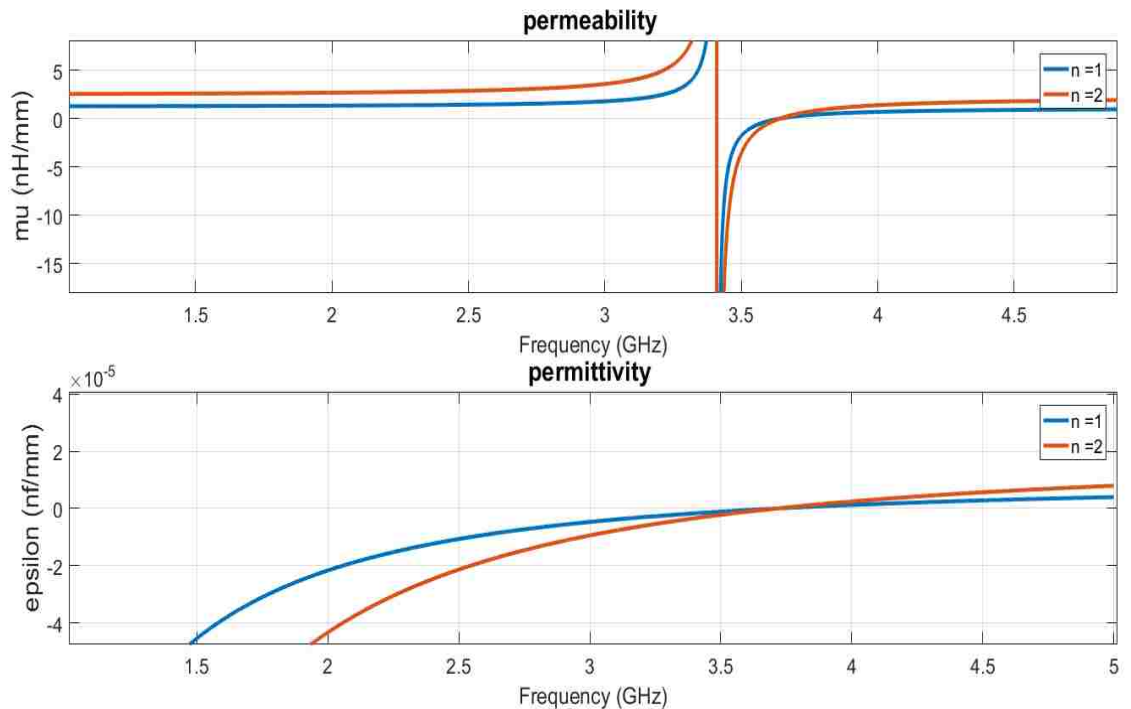 permeability
mu (nH/mm)
5
0
-5
-10
-15
n =1
n =2
1.5
2
2.5
3
3.5
4
4.5
Frequency (GHz)
permittivity
×10-5
epsilon (nf/mm)
4
2
0
-2
-4
n =1
n =2
1.5
2
2.5
3
3.5
4
4.5
5
Frequency (GHz)